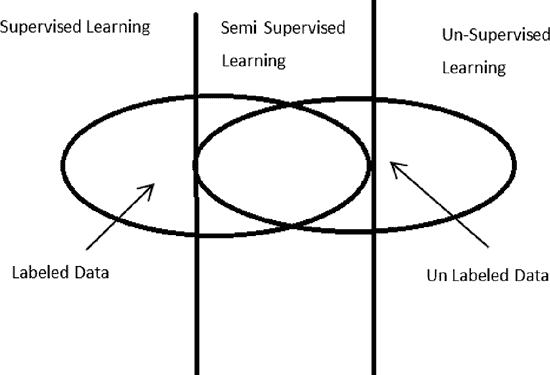 Supervised Learning
Semi Supervised
Learning
Un-Supervised
Learning
Labeled Data
Un Labeled Data